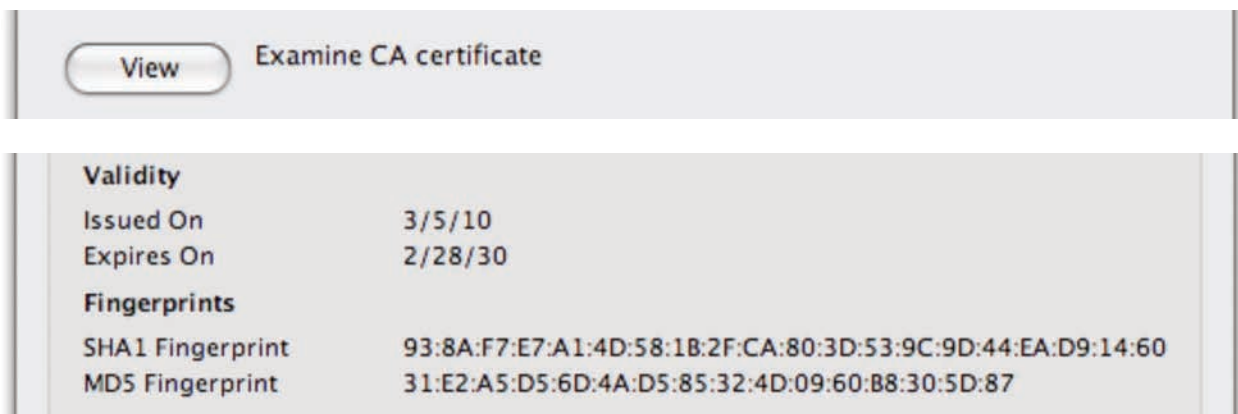 View Examine CA certificate
Validity
Issued On 3/5/10
Expires On 2/28/30
Fingerprints
SHA1 Fingerprint 93:8A:F7:E7:A1:4D:58:1B:2F:CA:80:3D:53:9C:9D:44:EA:D9:14:60
MD5 Fingerprint 31:E2:A5:D5:6D:4A:D5:85:32:4D:09:60:B8:30:5D:87